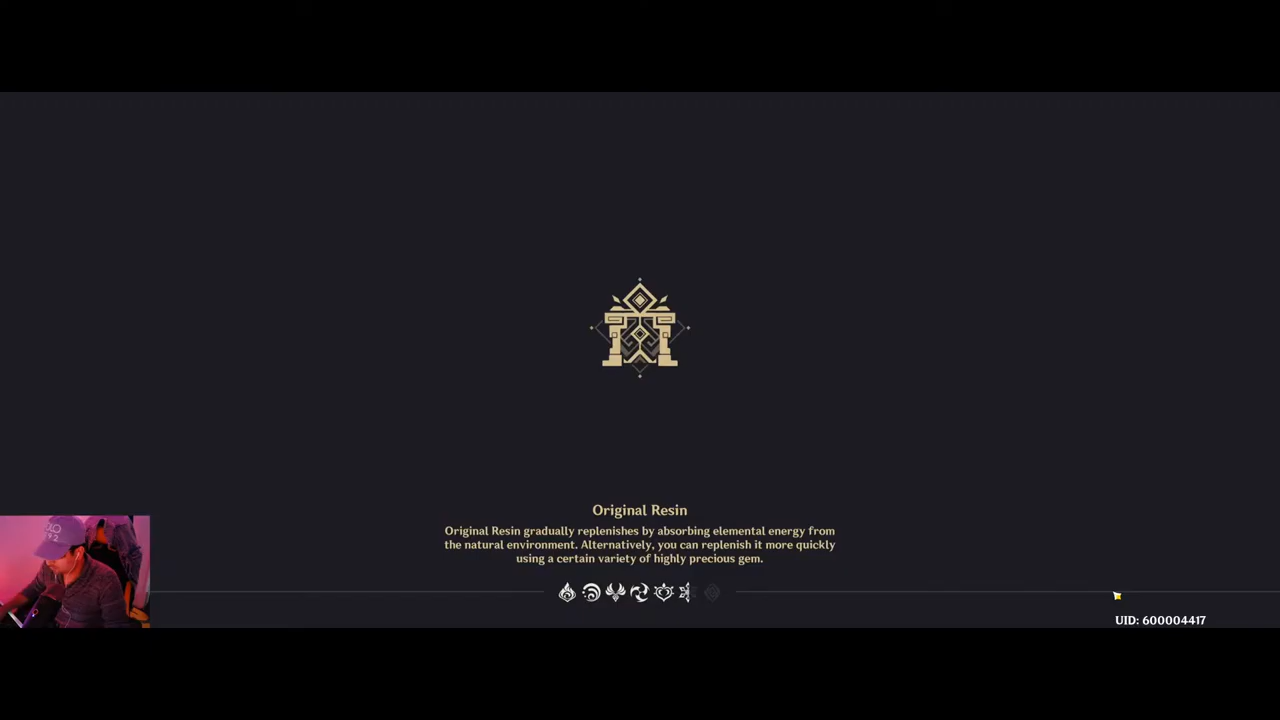 Original Resin
Original Resin gradually replenishes by absorbing elemental energy from
the natural environment. Alternatively, you can replenish it more quickly
using a certain variety of highly precious gem.
UID: 600004417